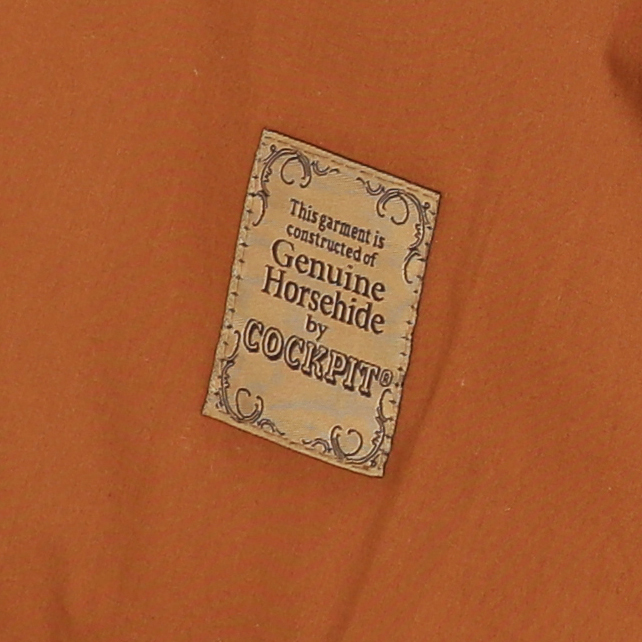 This garment is
constructed of
Genuine
Horsehide
by
COCKPIT®